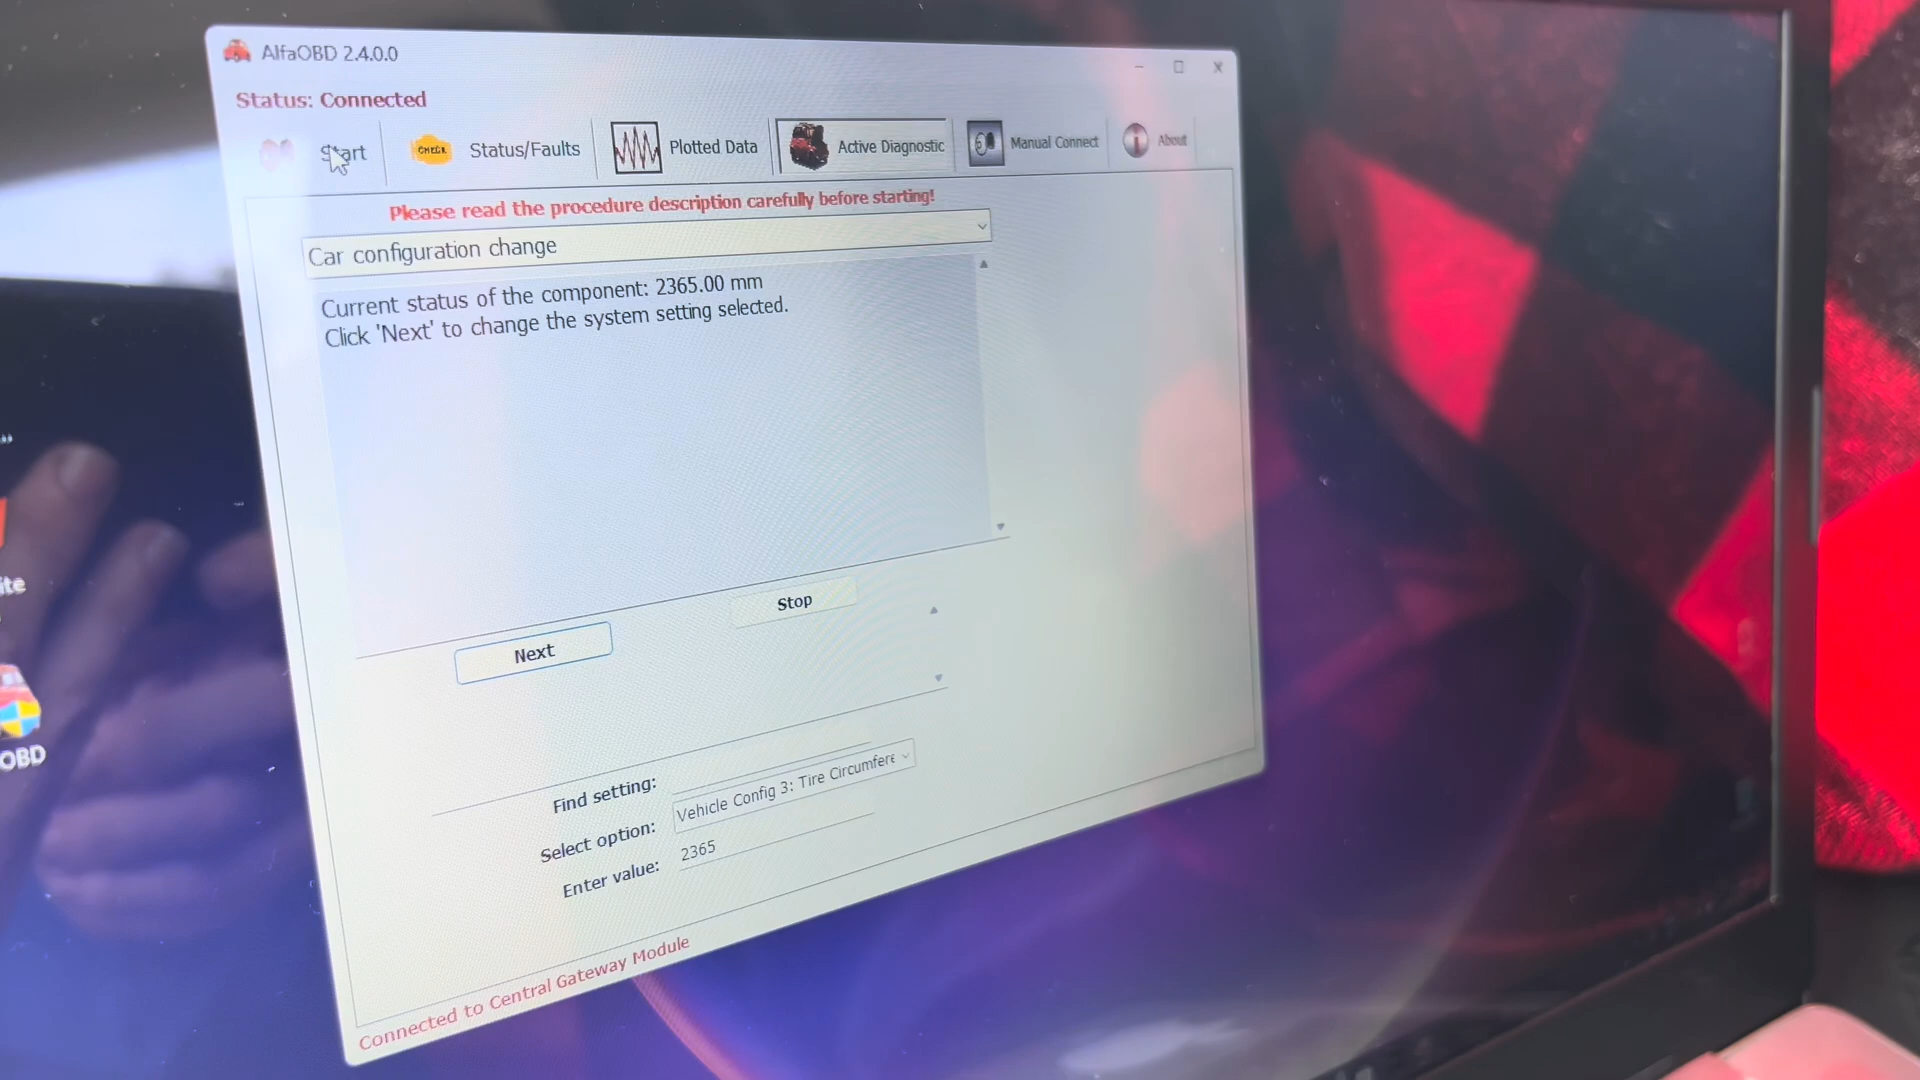 AlfaOBD 2.4.0.0
Status: Connected
Start
CHECK
Status/Faults
Plotted Data
Active Diagnostic
Manual Connect
About
Please read the procedure description carefully before starting!
Car configuration change
Current status of the component: 2365.00 mm
Click 'Next' to change the system setting selected.
Stop
Next
Find setting:
Select option: Vehicle Config 3: Tire Circumfere
Enter value: 2365
Connected to Central Gateway Module
ite
OBD